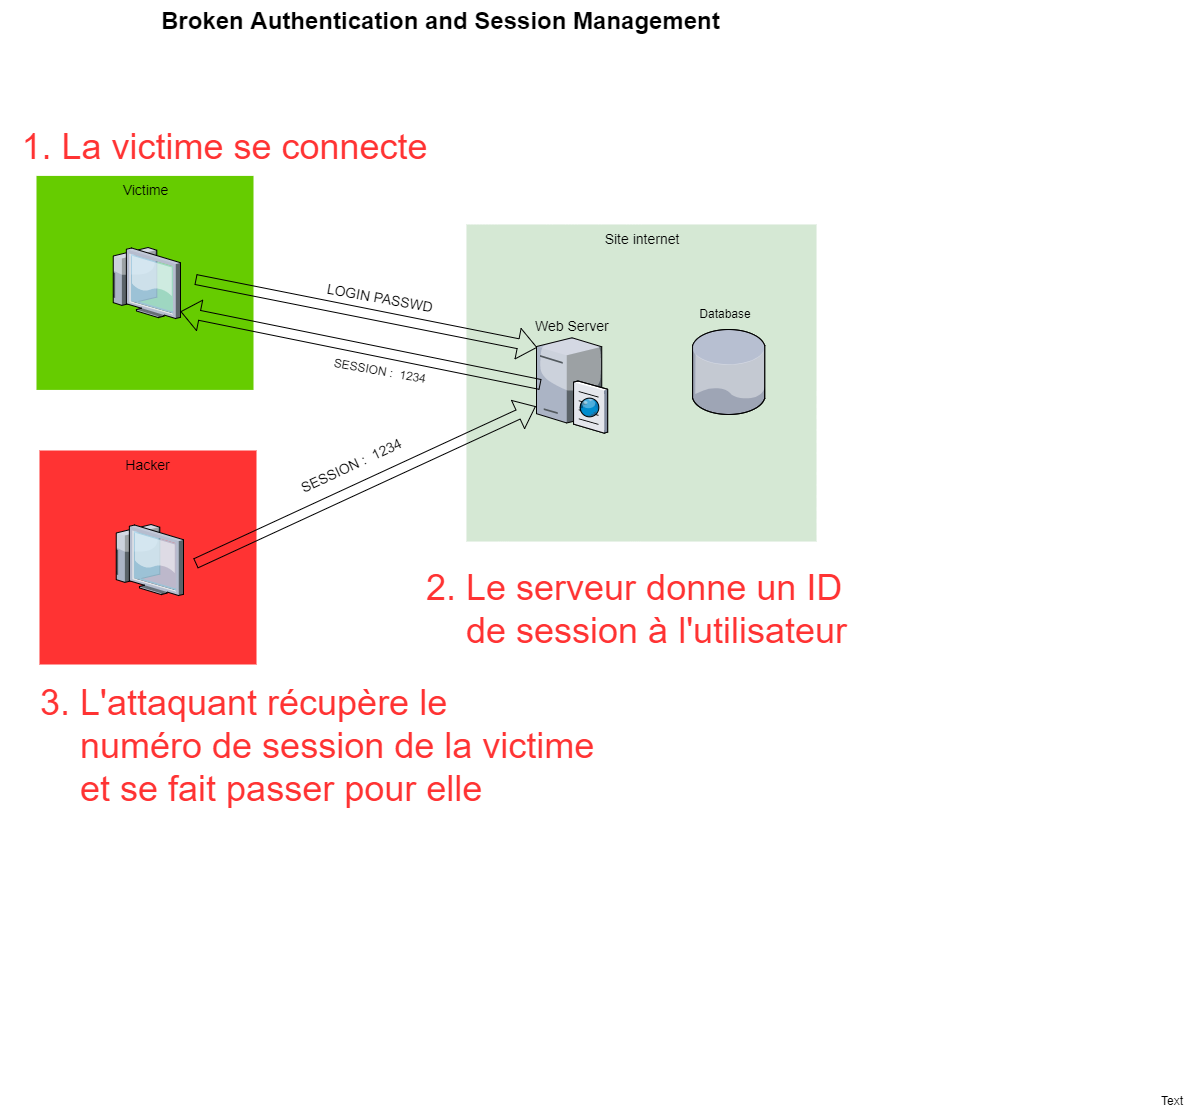 Broken Authentication and Session Management
1. La victime se connecte
Victime
Site internet
LOGIN PASSWD
Database
Web Server
SESSION : 1234
SESSION : 1234
Hacker
2. Le serveur donne un ID
de session à l'utilisateur
3. L'attaquant récupère le
numéro de session de la victime
et se fait passer pour elle
Text